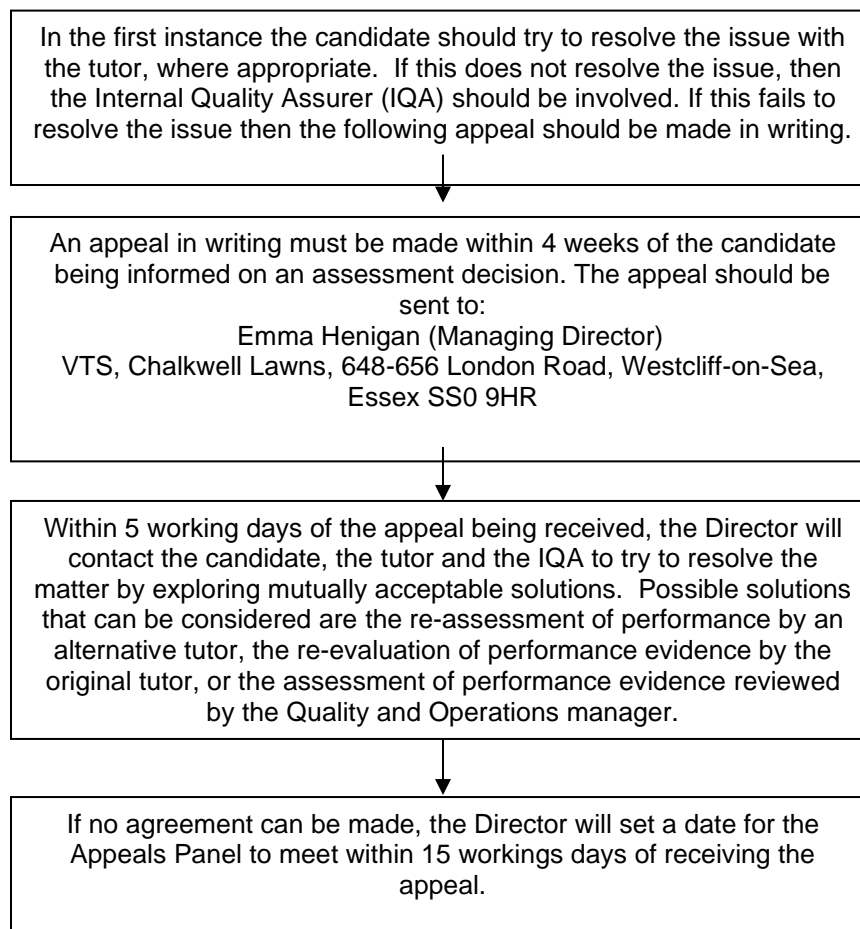 In the first instance the candidate should try to resolve the issue with
the tutor, where appropriate.  If this does not resolve the issue, then
the Internal Quality Assurer (IQA) should be involved. If this fails to
resolve the issue then the following appeal should be made in writing.
An appeal in writing must be made within 4 weeks of the candidate
being informed on an assessment decision. The appeal should be
sent to:
Emma Henigan (Managing Director)
VTS, Chalkwell Lawns, 648-656 London Road, Westcliff-on-Sea,
Essex SS0 9HR
Within 5 working days of the appeal being received, the Director will
contact the candidate, the tutor and the IQA to try to resolve the
matter by exploring mutually acceptable solutions.  Possible solutions
that can be considered are the re-assessment of performance by an
alternative tutor, the re-evaluation of performance evidence by the
original tutor, or the assessment of performance evidence reviewed
by the Quality and Operations manager.
If no agreement can be made, the Director will set a date for the
Appeals Panel to meet within 15 workings days of receiving the
appeal.